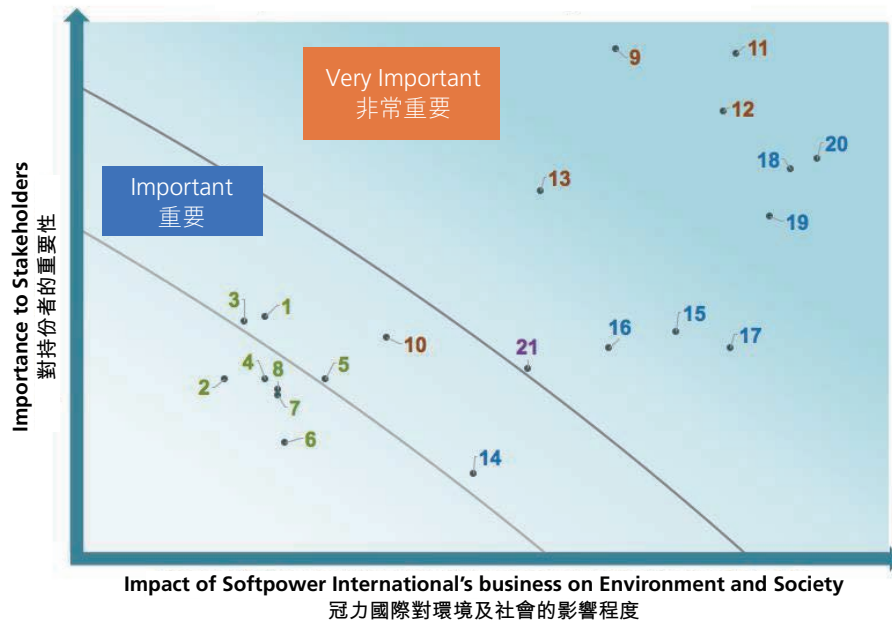 Very Important
非常重要
Important
重要
9
11
12
13
18
20
19
3
1
10
16
15
17
21
2
4
8
5
7
6
14
Importance to Stakeholders
對持份者的重要性
Impact of Softpower International's business on Environment and Society
冠力國際對環境及社會的影響程度